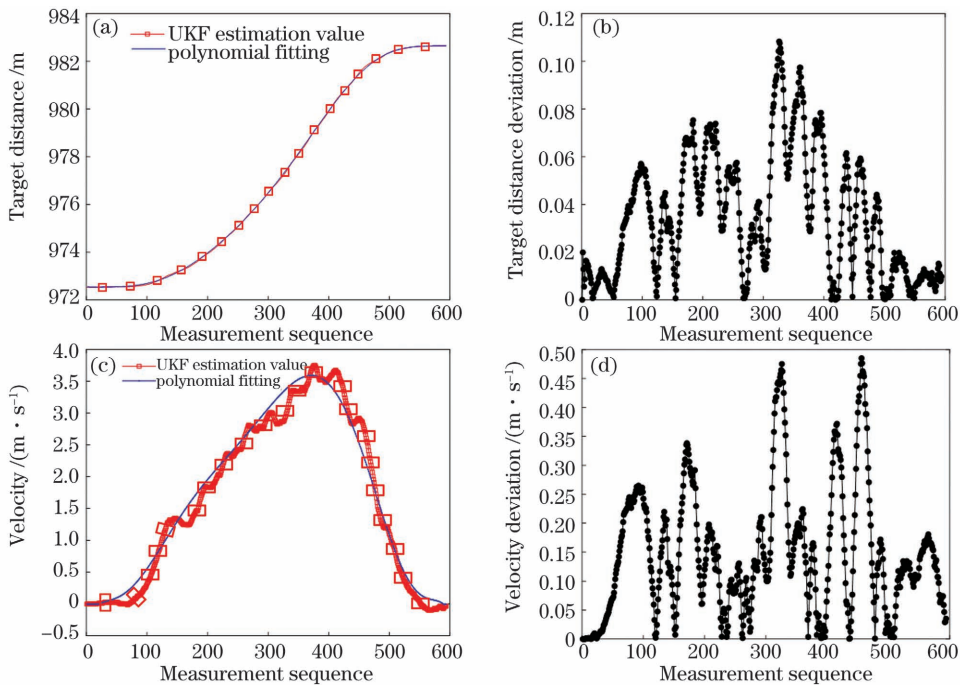 (a)
UKF estimation value
polynomial fitting
984
982
980
978
976
974
972
Target distance /m
0 100 200 300 400 500 600
Measurement sequence
(b)
0.12
0.10
0.08
0.06
0.04
0.02
0
Target distance deviation /m
0 100 200 300 400 500 600
Measurement sequence
(c)
UKF estimation value
polynomial fitting
4.0
3.5
3.0
2.5
2.0
1.5
1.0
0.5
0
−0.5
Velocity /(m · s⁻¹)
0 100 200 300 400 500 600
Measurement sequence
(d)
0.50
0.45
0.40
0.35
0.30
0.25
0.20
0.15
0.10
0.05
0
Velocity deviation /(m · s⁻¹)
0 100 200 300 400 500 600
Measurement sequence